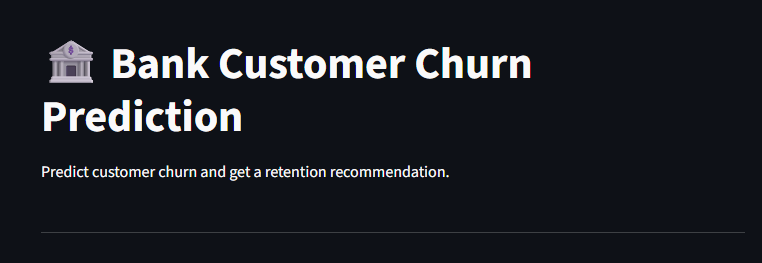 🏦 Bank Customer Churn
Prediction
Predict customer churn and get a retention recommendation.